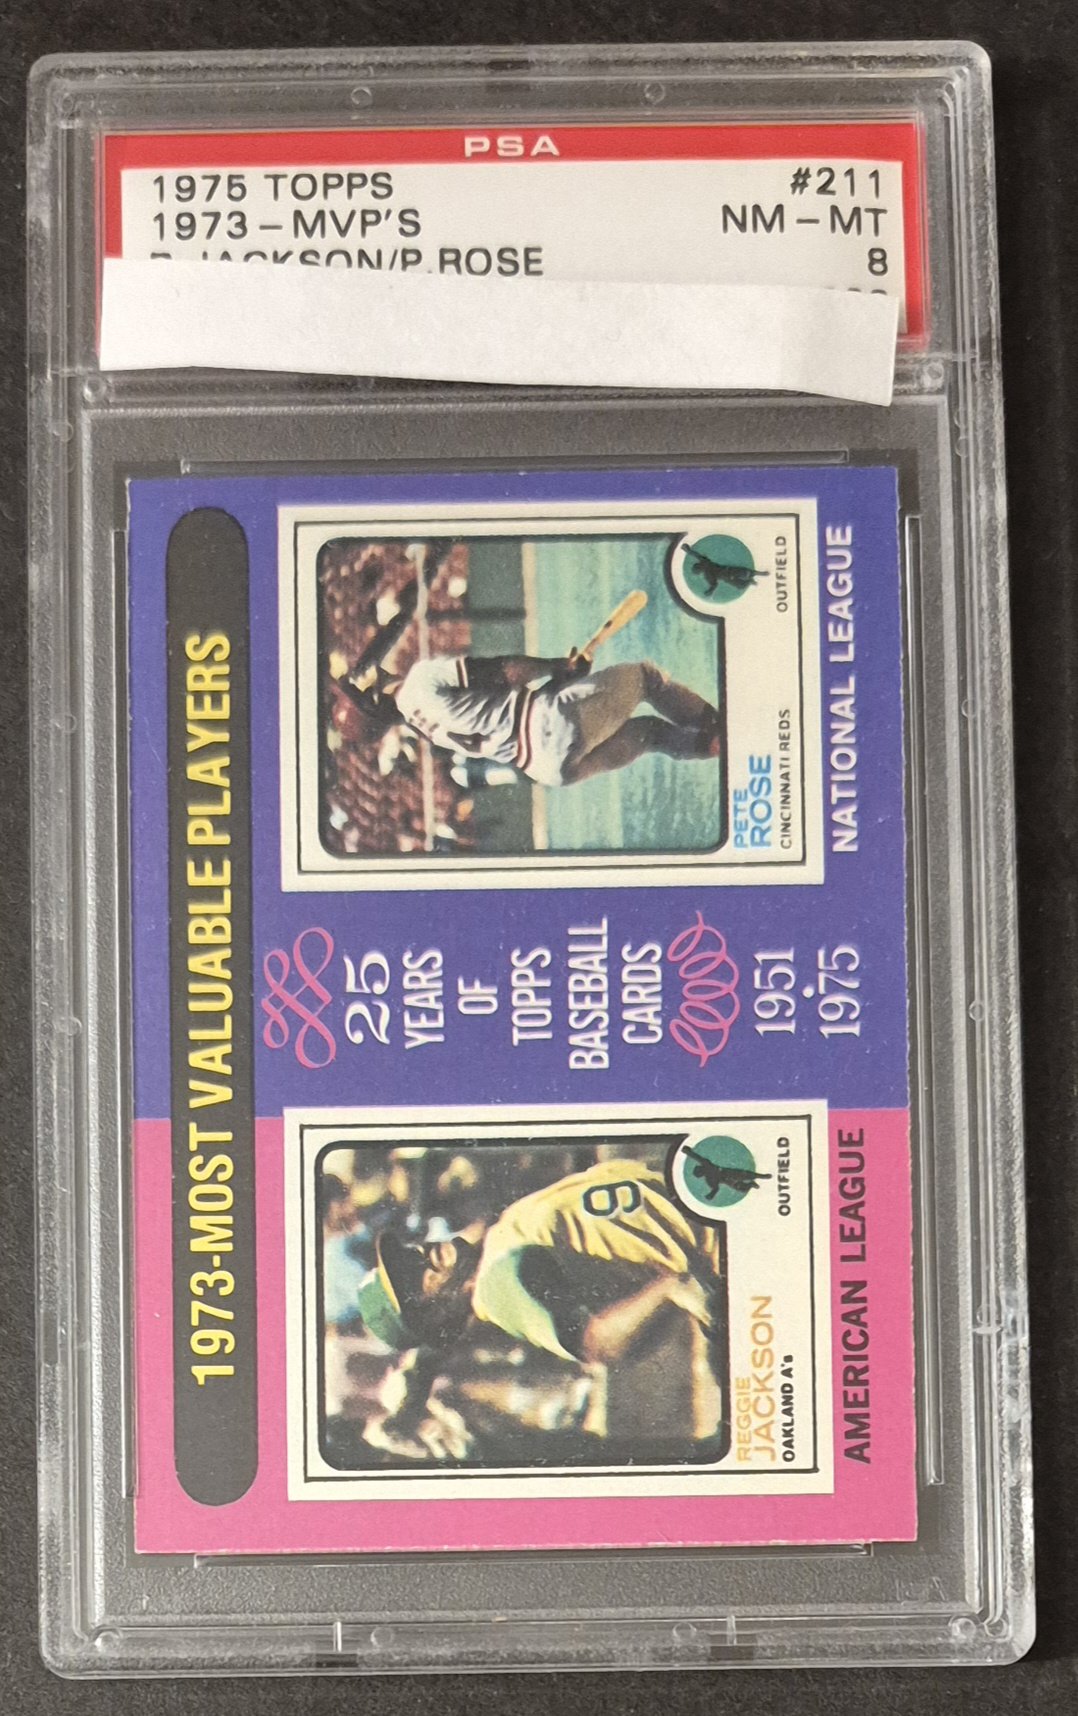 PSA
1975 TOPPS #211
1973-MVP'S NM-MT
JACKSON/P.ROSE 8
1973-MOST VALUABLE PLAYERS
REGGIE
JACKSON
OAKLAND A's
OUTFIELD
AMERICAN LEAGUE
25
YEARS
OF
TOPPS
BASEBALL
CARDS
1951
•
1975
PETE
ROSE
CINCINNATI REDS
OUTFIELD
NATIONAL LEAGUE
9